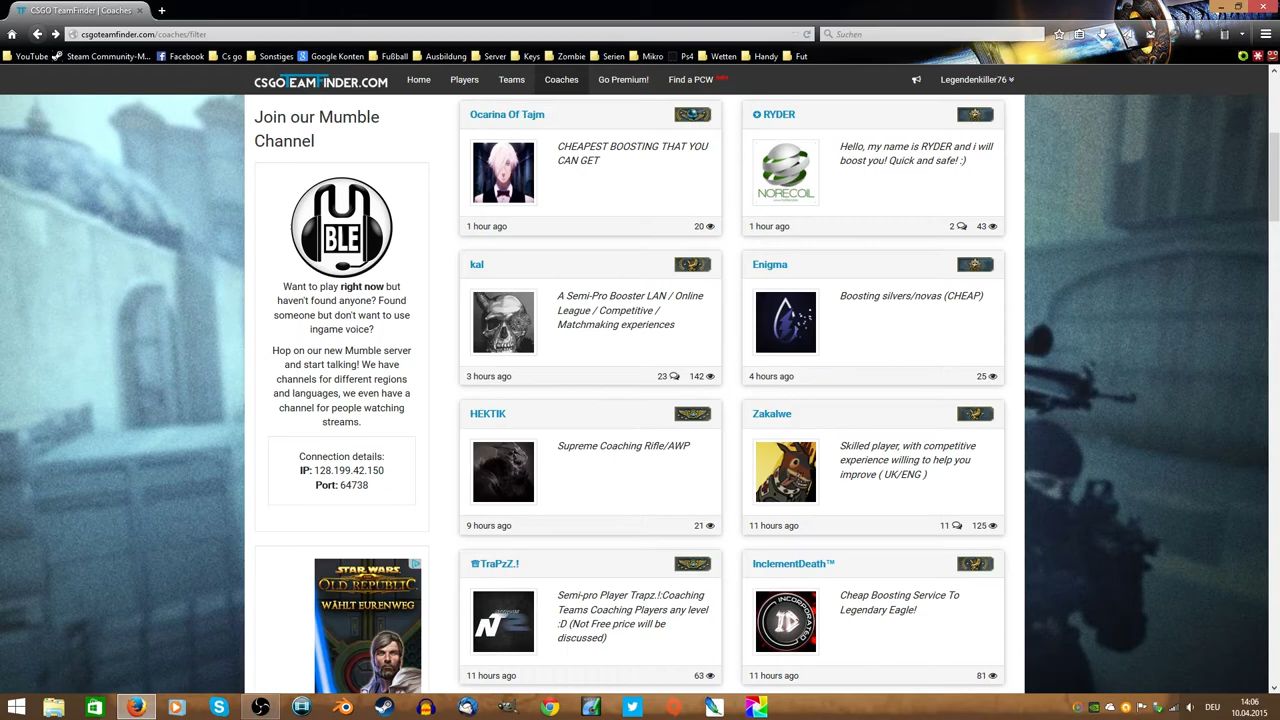 CSGO TeamFinder | Coaches
csgoteamfinder.com/coaches/filter
Suchen
YouTube
Steam Community-M...
Facebook
Cs go
Sonstiges
Google Konten
Fußball
Ausbildung
Server
Keys
Zombie
Serien
Mikro
Ps4
Wetten
Handy
Fut
CSGOTEAMFINDER.COM
Home
Players
Teams
Coaches
Go Premium!
Find a PCW
Legendenkiller76
Join our Mumble
Channel
UM
BLE
Want to play right now but
haven't found anyone? Found
someone but don't want to use
ingame voice?
Hop on our new Mumble server
and start talking! We have
channels for different regions
and languages, we even have a
channel for people watching
streams.
Connection details:
IP: 128.199.42.150
Port: 64738
STAR WARS
OLD REPUBLIC
WÄHLT EURENWEG
Ocarina Of Tajm
CHEAPEST BOOSTING THAT YOU
CAN GET
1 hour ago
20
✪ RYDER
Hello, my name is RYDER and i will
boost you! Quick and safe! :)
NORECOIL
1 hour ago
2
43
kal
A Semi-Pro Booster LAN / Online
League / Competitive /
Matchmaking experiences
3 hours ago
23
142
Enigma
Boosting silvers/novas (CHEAP)
4 hours ago
25
HEKTIK
Supreme Coaching Rifle/AWP
9 hours ago
21
Zakalwe
Skilled player, with competitive
experience willing to help you
improve ( UK/ENG )
11 hours ago
11
125
☎TraPzZ.!
Semi-pro Player Trapz.!:Coaching
Teams Coaching Players any level
:D (Not Free price will be
discussed)
11 hours ago
63
InclementDeath™
Cheap Boosting Service To
Legendary Eagle!
ID
11 hours ago
81
DEU
14:06
10.04.2015